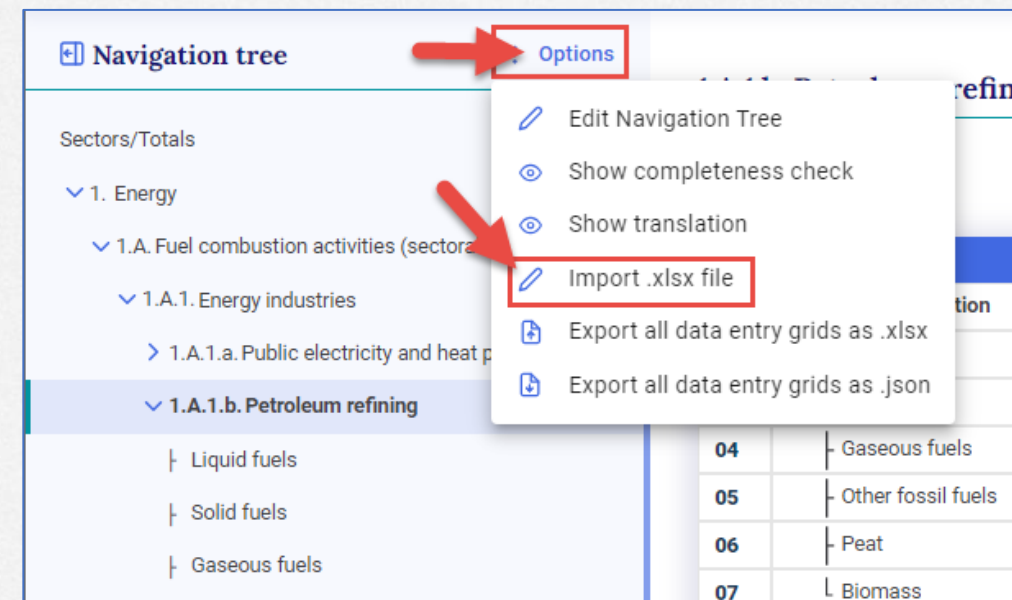 Navigation tree
Options
Sectors/Totals
1. Energy
1.A. Fuel combustion activities (sectora
1.A.1. Energy industries
1.A.1.a. Public electricity and heat p
1.A.1.b. Petroleum refining
Liquid fuels
Solid fuels
Gaseous fuels
Edit Navigation Tree
Show completeness check
Show translation
Import .xlsx file
Export all data entry grids as .xlsx
Export all data entry grids as .json
refin
tion
04 Gaseous fuels
05 Other fossil fuels
06 Peat
07 Biomass